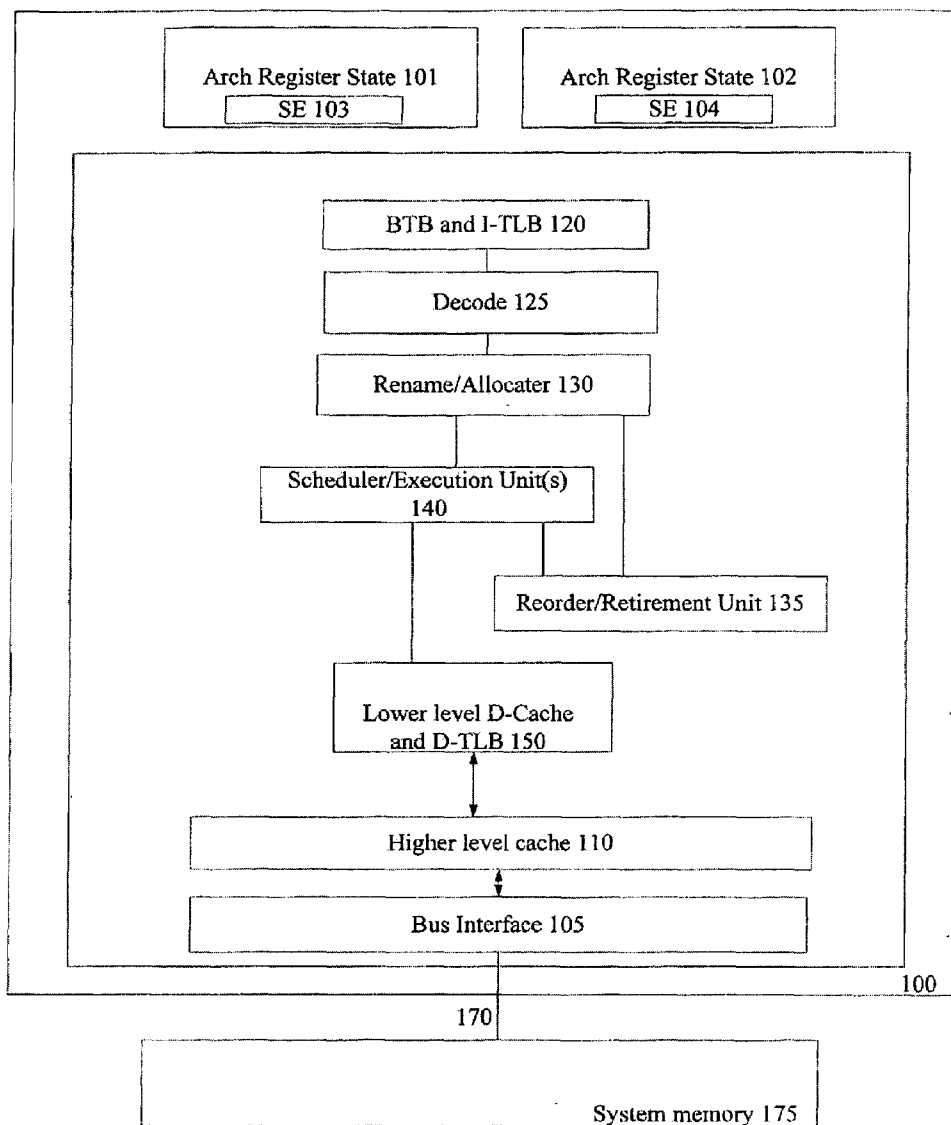 Arch Register State 101
SE 103
Arch Register State 102
SE 104
BTB and I-TLB 120
Decode 125
Rename/Allocater 130
Scheduler/Execution Unit(s)
140
Reorder/Retirement Unit 135
Lower level D-Cache
and D-TLB 150
Higher level cache 110
Bus Interface 105
100
170
System memory 175